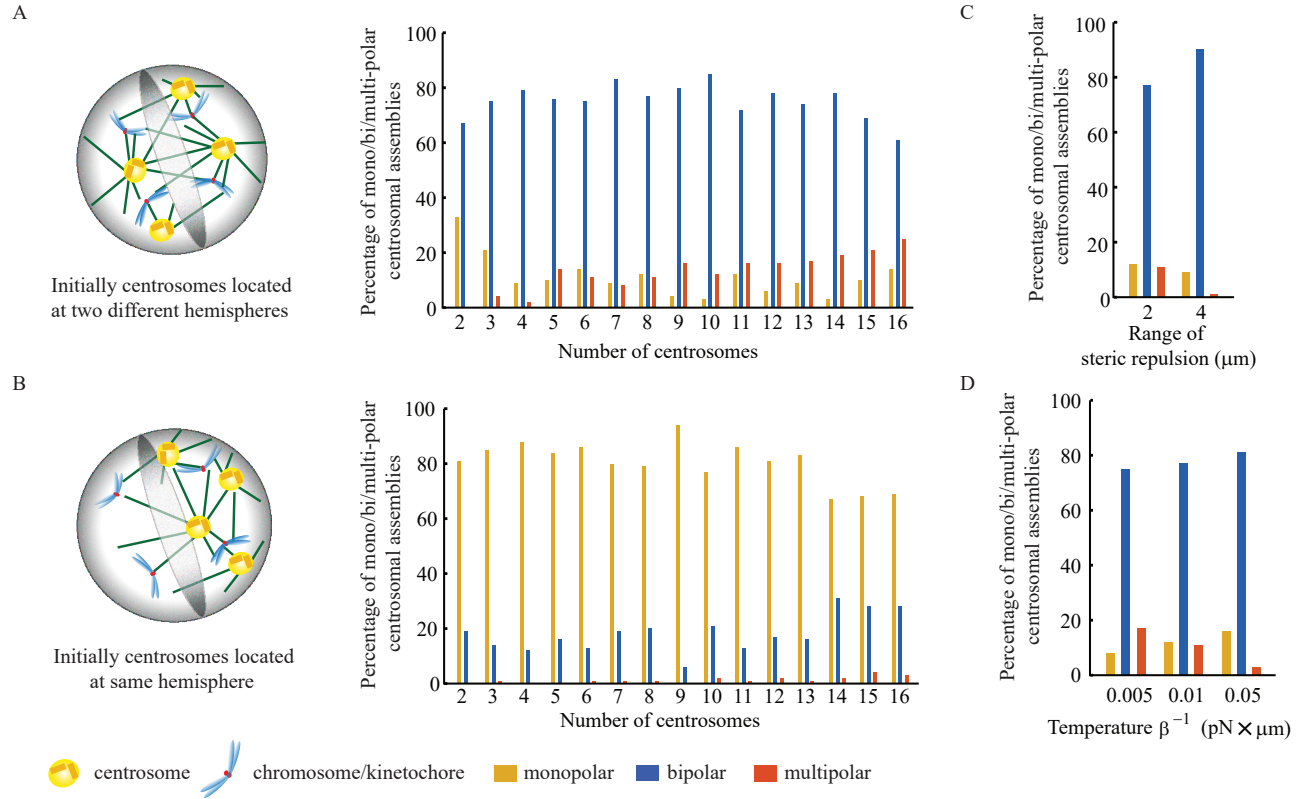 A
Percentage of mono/bi/multi-polar
centrosomal assemblies
100
80
60
40
20
0
2 3 4 5 6 7 8 9 10 11 12 13 14 15 16
Number of centrosomes
Initially centrosomes located
at two different hemispheres
B
Percentage of mono/bi/multi-polar
centrosomal assemblies
100
80
60
40
20
0
2 3 4 5 6 7 8 9 10 11 12 13 14 15 16
Number of centrosomes
Initially centrosomes located
at same hemisphere
C
Percentage of mono/bi/multi-polar
centrosomal assemblies
100
80
60
40
20
0
2 4
Range of
steric repulsion (μm)
D
Percentage of mono/bi/multi-polar
centrosomal assemblies
100
80
60
40
20
0
0.005 0.01 0.05
Temperature β⁻¹ (pN×μm)
centrosome chromosome/kinetochore monopolar bipolar multipolar